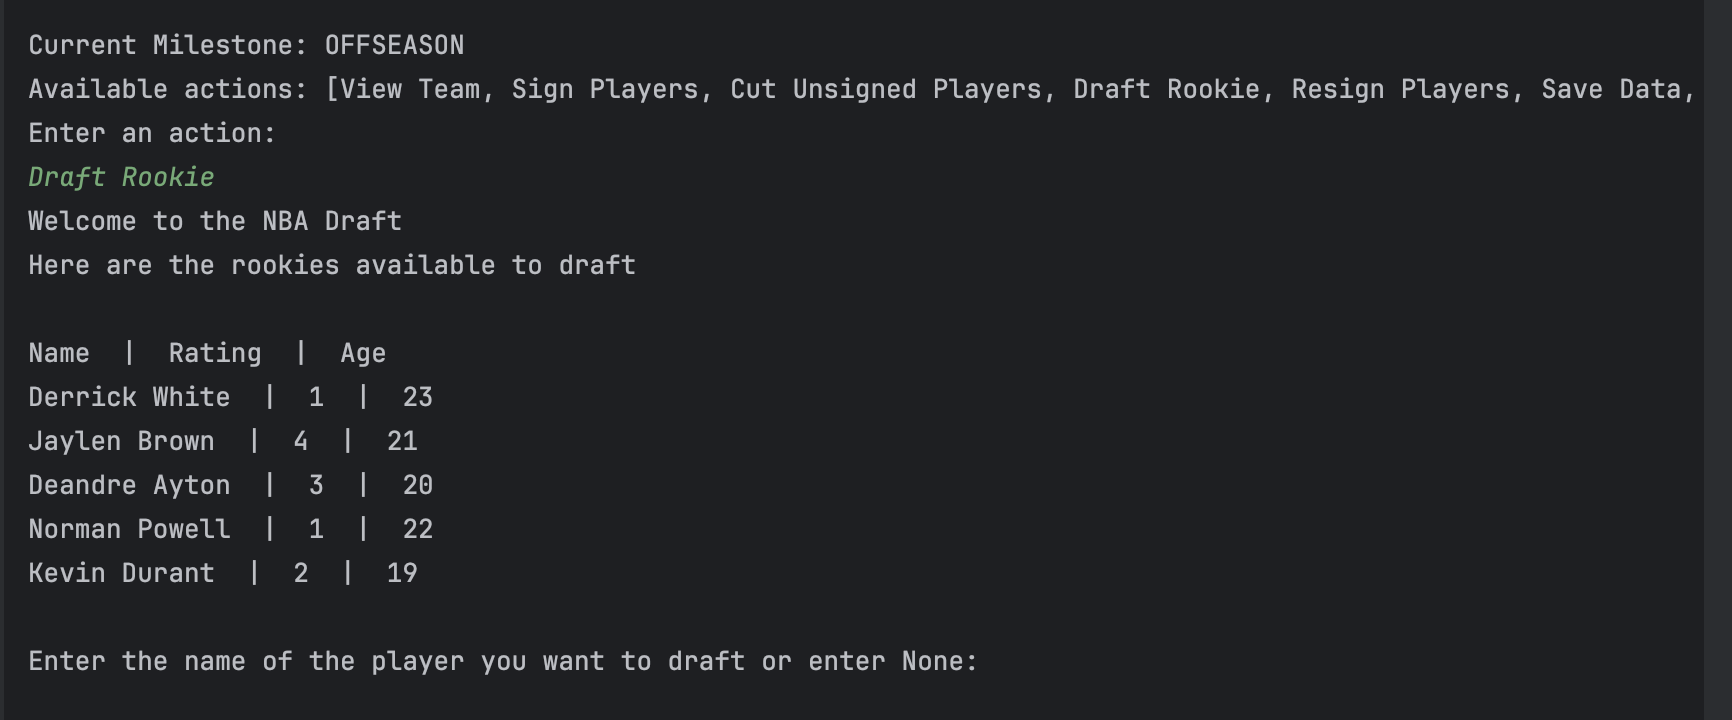 Current Milestone: OFFSEASON
Available actions: [View Team, Sign Players, Cut Unsigned Players, Draft Rookie, Resign Players, Save Data,
Enter an action:
Draft Rookie
Welcome to the NBA Draft
Here are the rookies available to draft
Name  |  Rating  |  Age
Derrick White  |  1  |  23
Jaylen Brown  |  4  |  21
Deandre Ayton  |  3  |  20
Norman Powell  |  1  |  22
Kevin Durant  |  2  |  19
Enter the name of the player you want to draft or enter None: